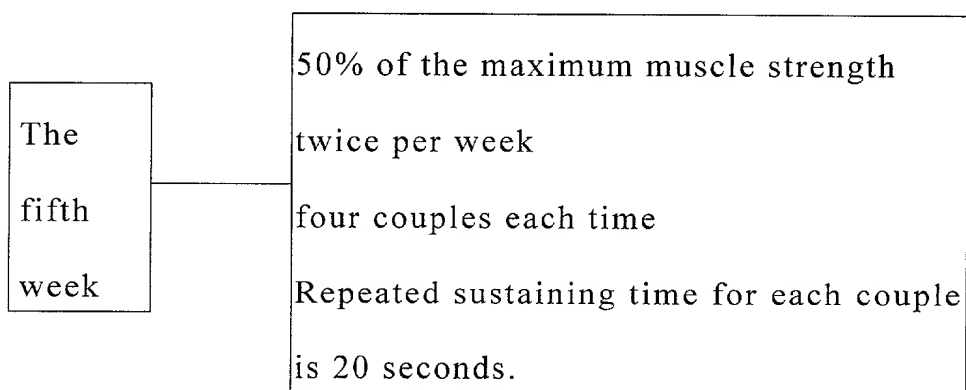 The
fifth
week
50% of the maximum muscle strength
twice per week
four couples each time
Repeated sustaining time for each couple
is 20 seconds.